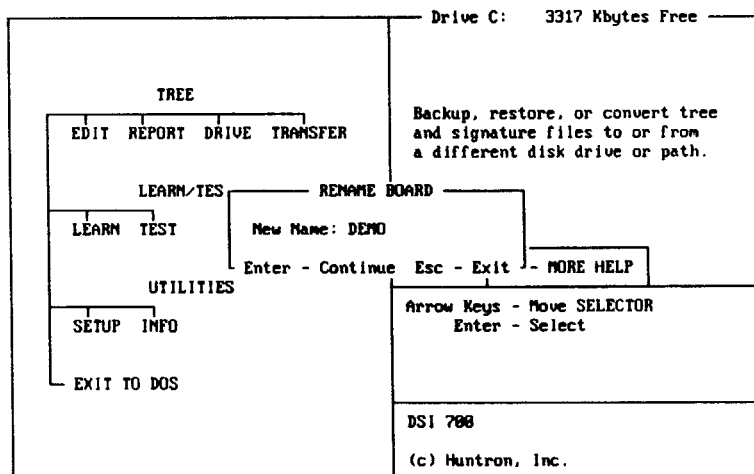 Drive C: 3317 Kbytes Free
TREE
EDIT REPORT DRIVE TRANSFER
Backup, restore, or convert tree
and signature files to or from
a different disk drive or path.
LEARN/TES
RENAME BOARD
LEARN TEST
New Name: DEMO
Enter - Continue Esc - Exit -- MORE HELP
UTILITIES
Arrow Keys - Move SELECTOR
Enter - Select
SETUP INFO
EXIT TO DOS
DSI 700
(c) Huntron, Inc.